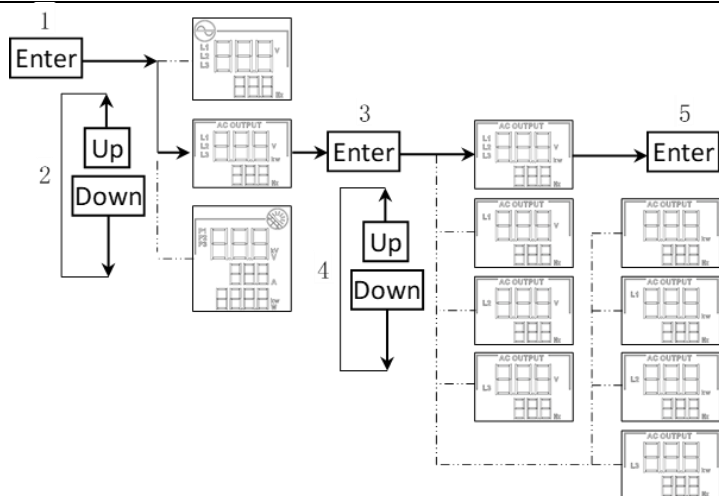 1
Enter
L1
L2
L3
V
Hz
2
Up
Down
AC OUTPUT
L1
L2
L3
V
kw
Hz
3
Enter
W
V
A
kw
W
4
Up
Down
AC OUTPUT
L1
L2
L3
V
kw
Hz
5
Enter
AC OUTPUT
L1
V
Hz
AC OUTPUT
kw
Hz
AC OUTPUT
L2
V
Hz
AC OUTPUT
L1
kw
Hz
AC OUTPUT
L3
V
Hz
AC OUTPUT
L2
kw
Hz
AC OUTPUT
L3
kw
Hz